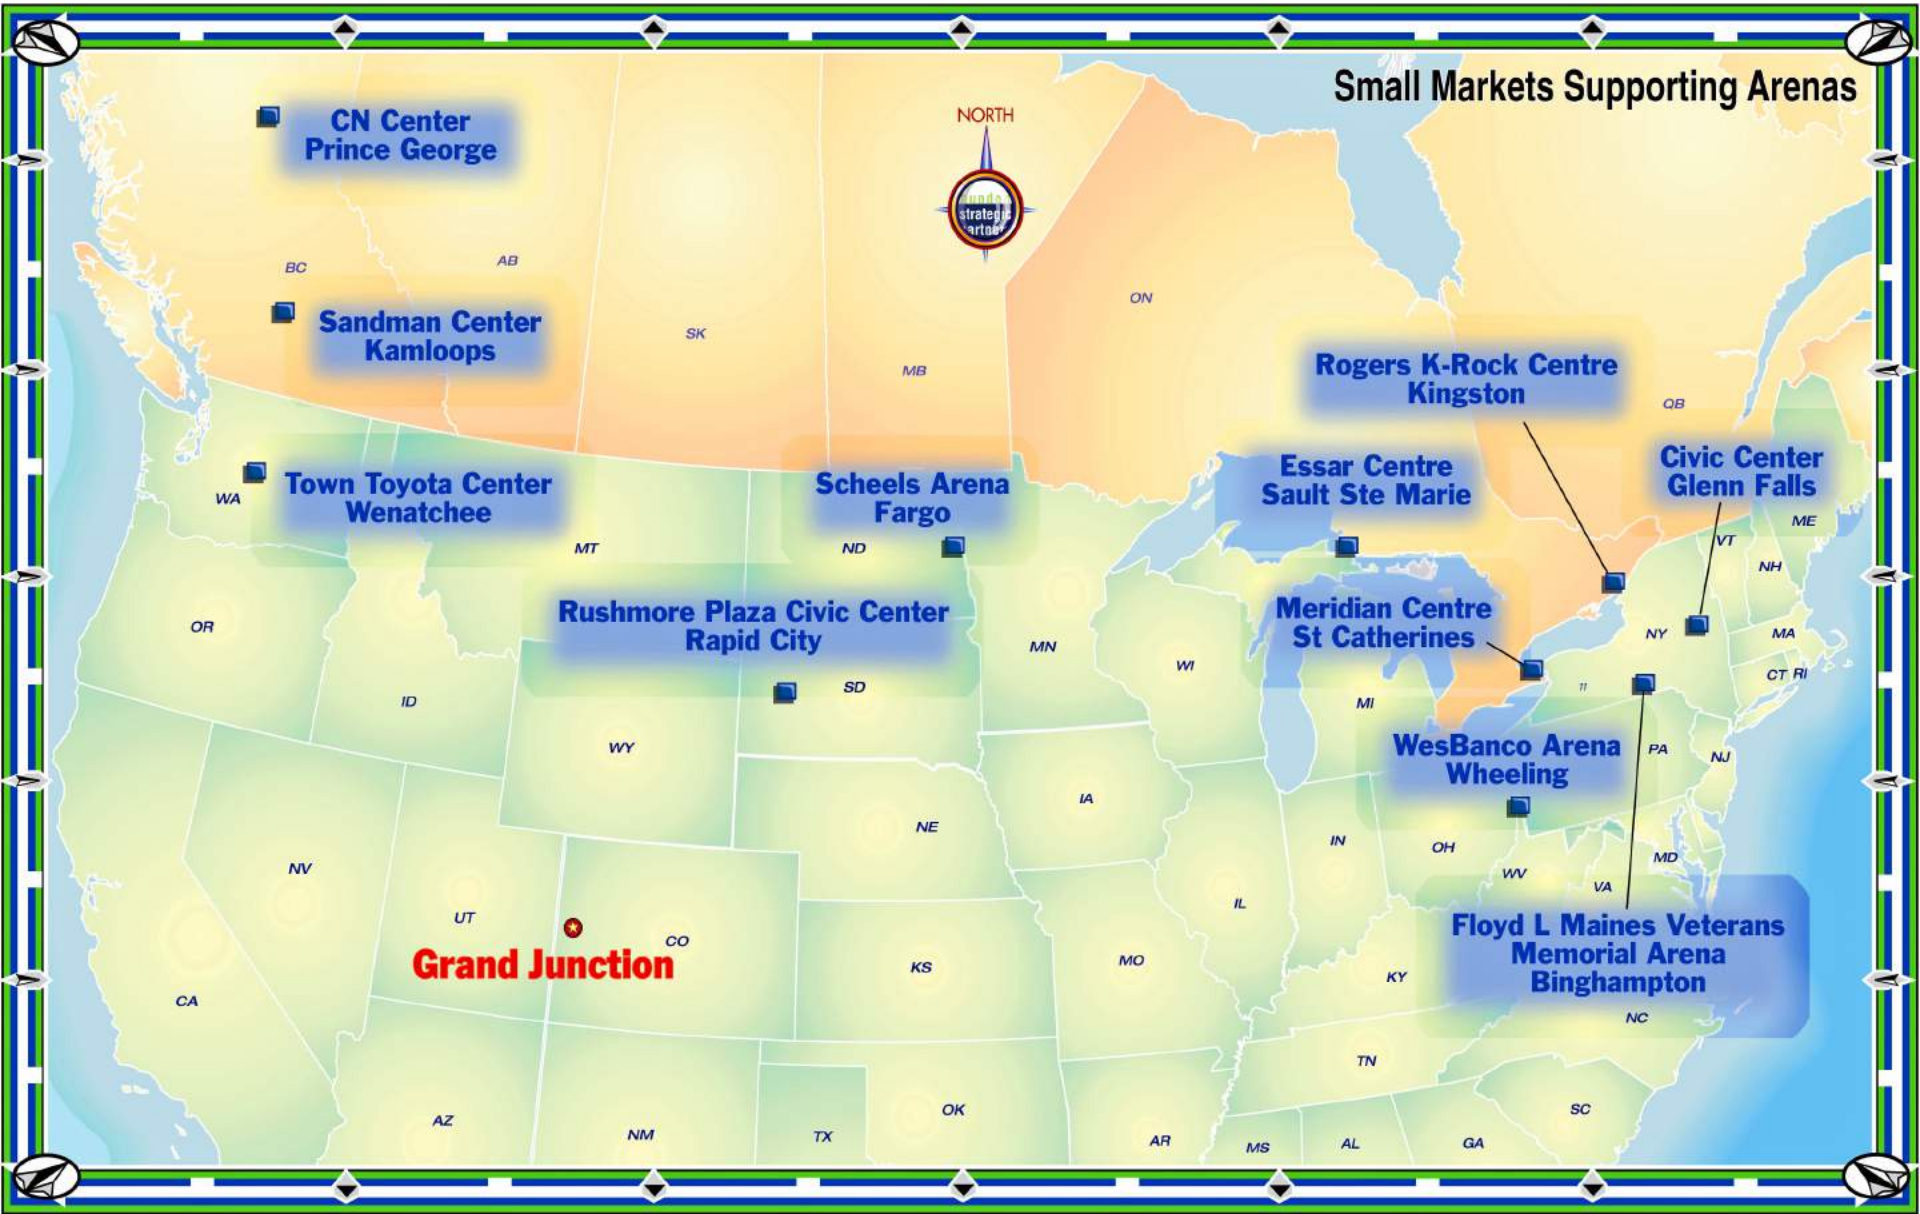 Small Markets Supporting Arenas
NORTH
strategic
CN Center
Prince George
BC
AB
SK
MB
ON
QB
Sandman Center
Kamloops
Rogers K-Rock Centre
Kingston
Town Toyota Center
Wenatchee
WA
Scheels Arena
Fargo
Essar Centre
Sault Ste Marie
Civic Center
Glenn Falls
MT
ND
ME
VT
NH
Rushmore Plaza Civic Center
Rapid City
Meridian Centre
St Catherines
OR
MN
WI
NY
MA
CT RI
ID
SD
MI
11
WY
WesBanco Arena
Wheeling
PA
NJ
IA
NE
IN
OH
MD
NV
WV
VA
UT
IL
CO
Grand Junction
Floyd L Maines Veterans
Memorial Arena
Binghampton
KS
MO
KY
CA
NC
TN
AZ
NM
TX
OK
AR
MS
AL
GA
SC